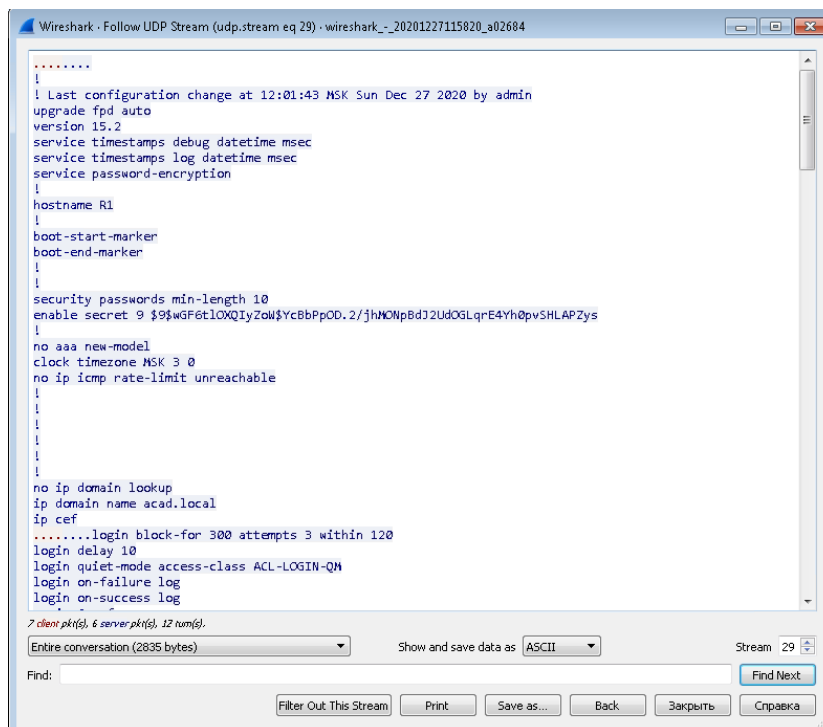 Wireshark · Follow UDP Stream (udp.stream eq 29) · wireshark_-_20201227115820_a02684
........
!
! Last configuration change at 12:01:43 MSK Sun Dec 27 2020 by admin
upgrade fpd auto
version 15.2
service timestamps debug datetime msec
service timestamps log datetime msec
service password-encryption
!
hostname R1
!
boot-start-marker
boot-end-marker
!
!
security passwords min-length 10
enable secret 9 $9$wGF6tlOXQIyZoW$YcBbPpOD.2/jhMONpBdJ2UdOGLqrE4Yh0pvSHLAPZys
!
no aaa new-model
clock timezone MSK 3 0
no ip icmp rate-limit unreachable
!
!
!
!
!
!
no ip domain lookup
ip domain name acad.local
ip cef
........login block-for 300 attempts 3 within 120
login delay 10
login quiet-mode access-class ACL-LOGIN-QM
login on-failure log
login on-success log
7 client pkt(s), 6 server pkt(s), 12 turn(s).
Entire conversation (2835 bytes) Show and save data as ASCII Stream 29
Find: Find Next
Filter Out This Stream Print Save as... Back Закрыть Справка